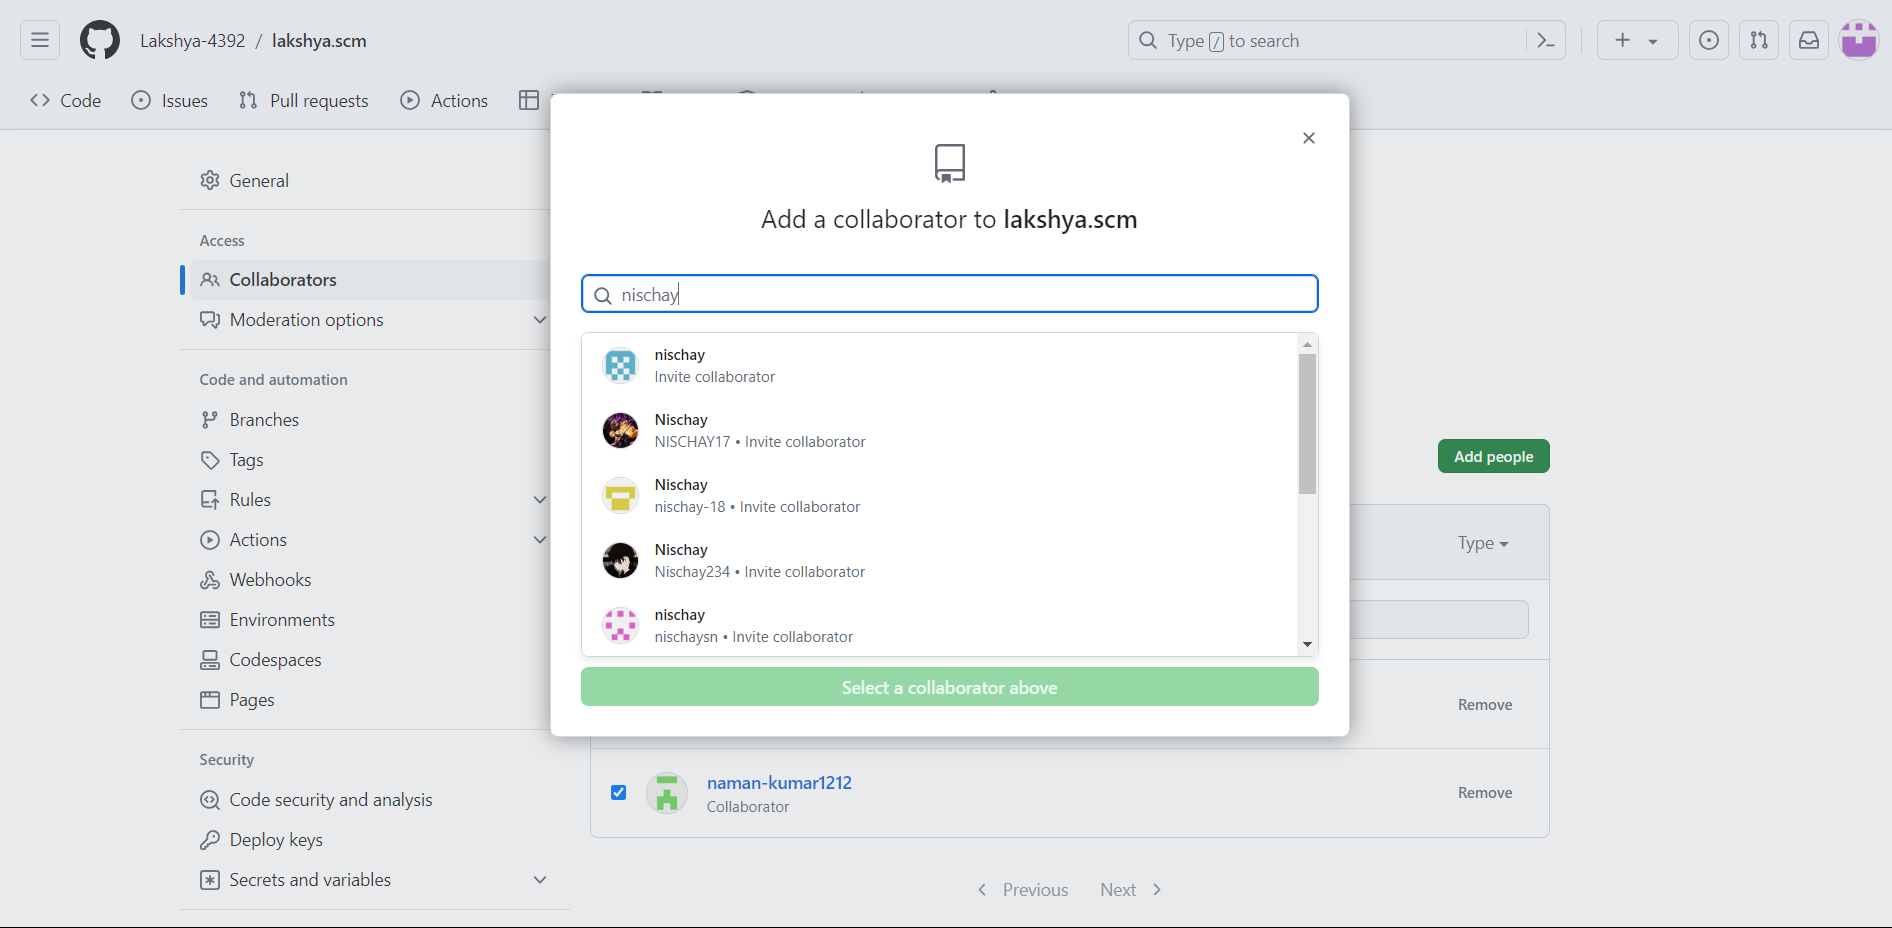 Lakshya-4392 / lakshya.scm
Type / to search
Code
Issues
Pull requests
Actions
General
Access
Collaborators
Moderation options
Code and automation
Branches
Tags
Rules
Actions
Webhooks
Environments
Codespaces
Pages
Security
Code security and analysis
Deploy keys
Secrets and variables
Add a collaborator to lakshya.scm
nischay
nischay
Invite collaborator
Nischay
NISCHAY17 • Invite collaborator
Nischay
nischay-18 • Invite collaborator
Nischay
Nischay234 • Invite collaborator
nischay
nischaysn • Invite collaborator
Select a collaborator above
Add people
Type
Remove
naman-kumar1212
Collaborator
Remove
Previous Next